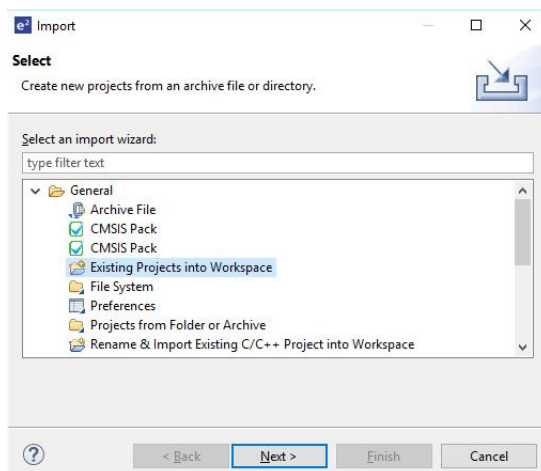 e² Import
Select
Create new projects from an archive file or directory.
Select an import wizard:
type filter text
General
Archive File
CMSIS Pack
CMSIS Pack
Existing Projects into Workspace
File System
Preferences
Projects from Folder or Archive
Rename & Import Existing C/C++ Project into Workspace
? < Back Next > Finish Cancel